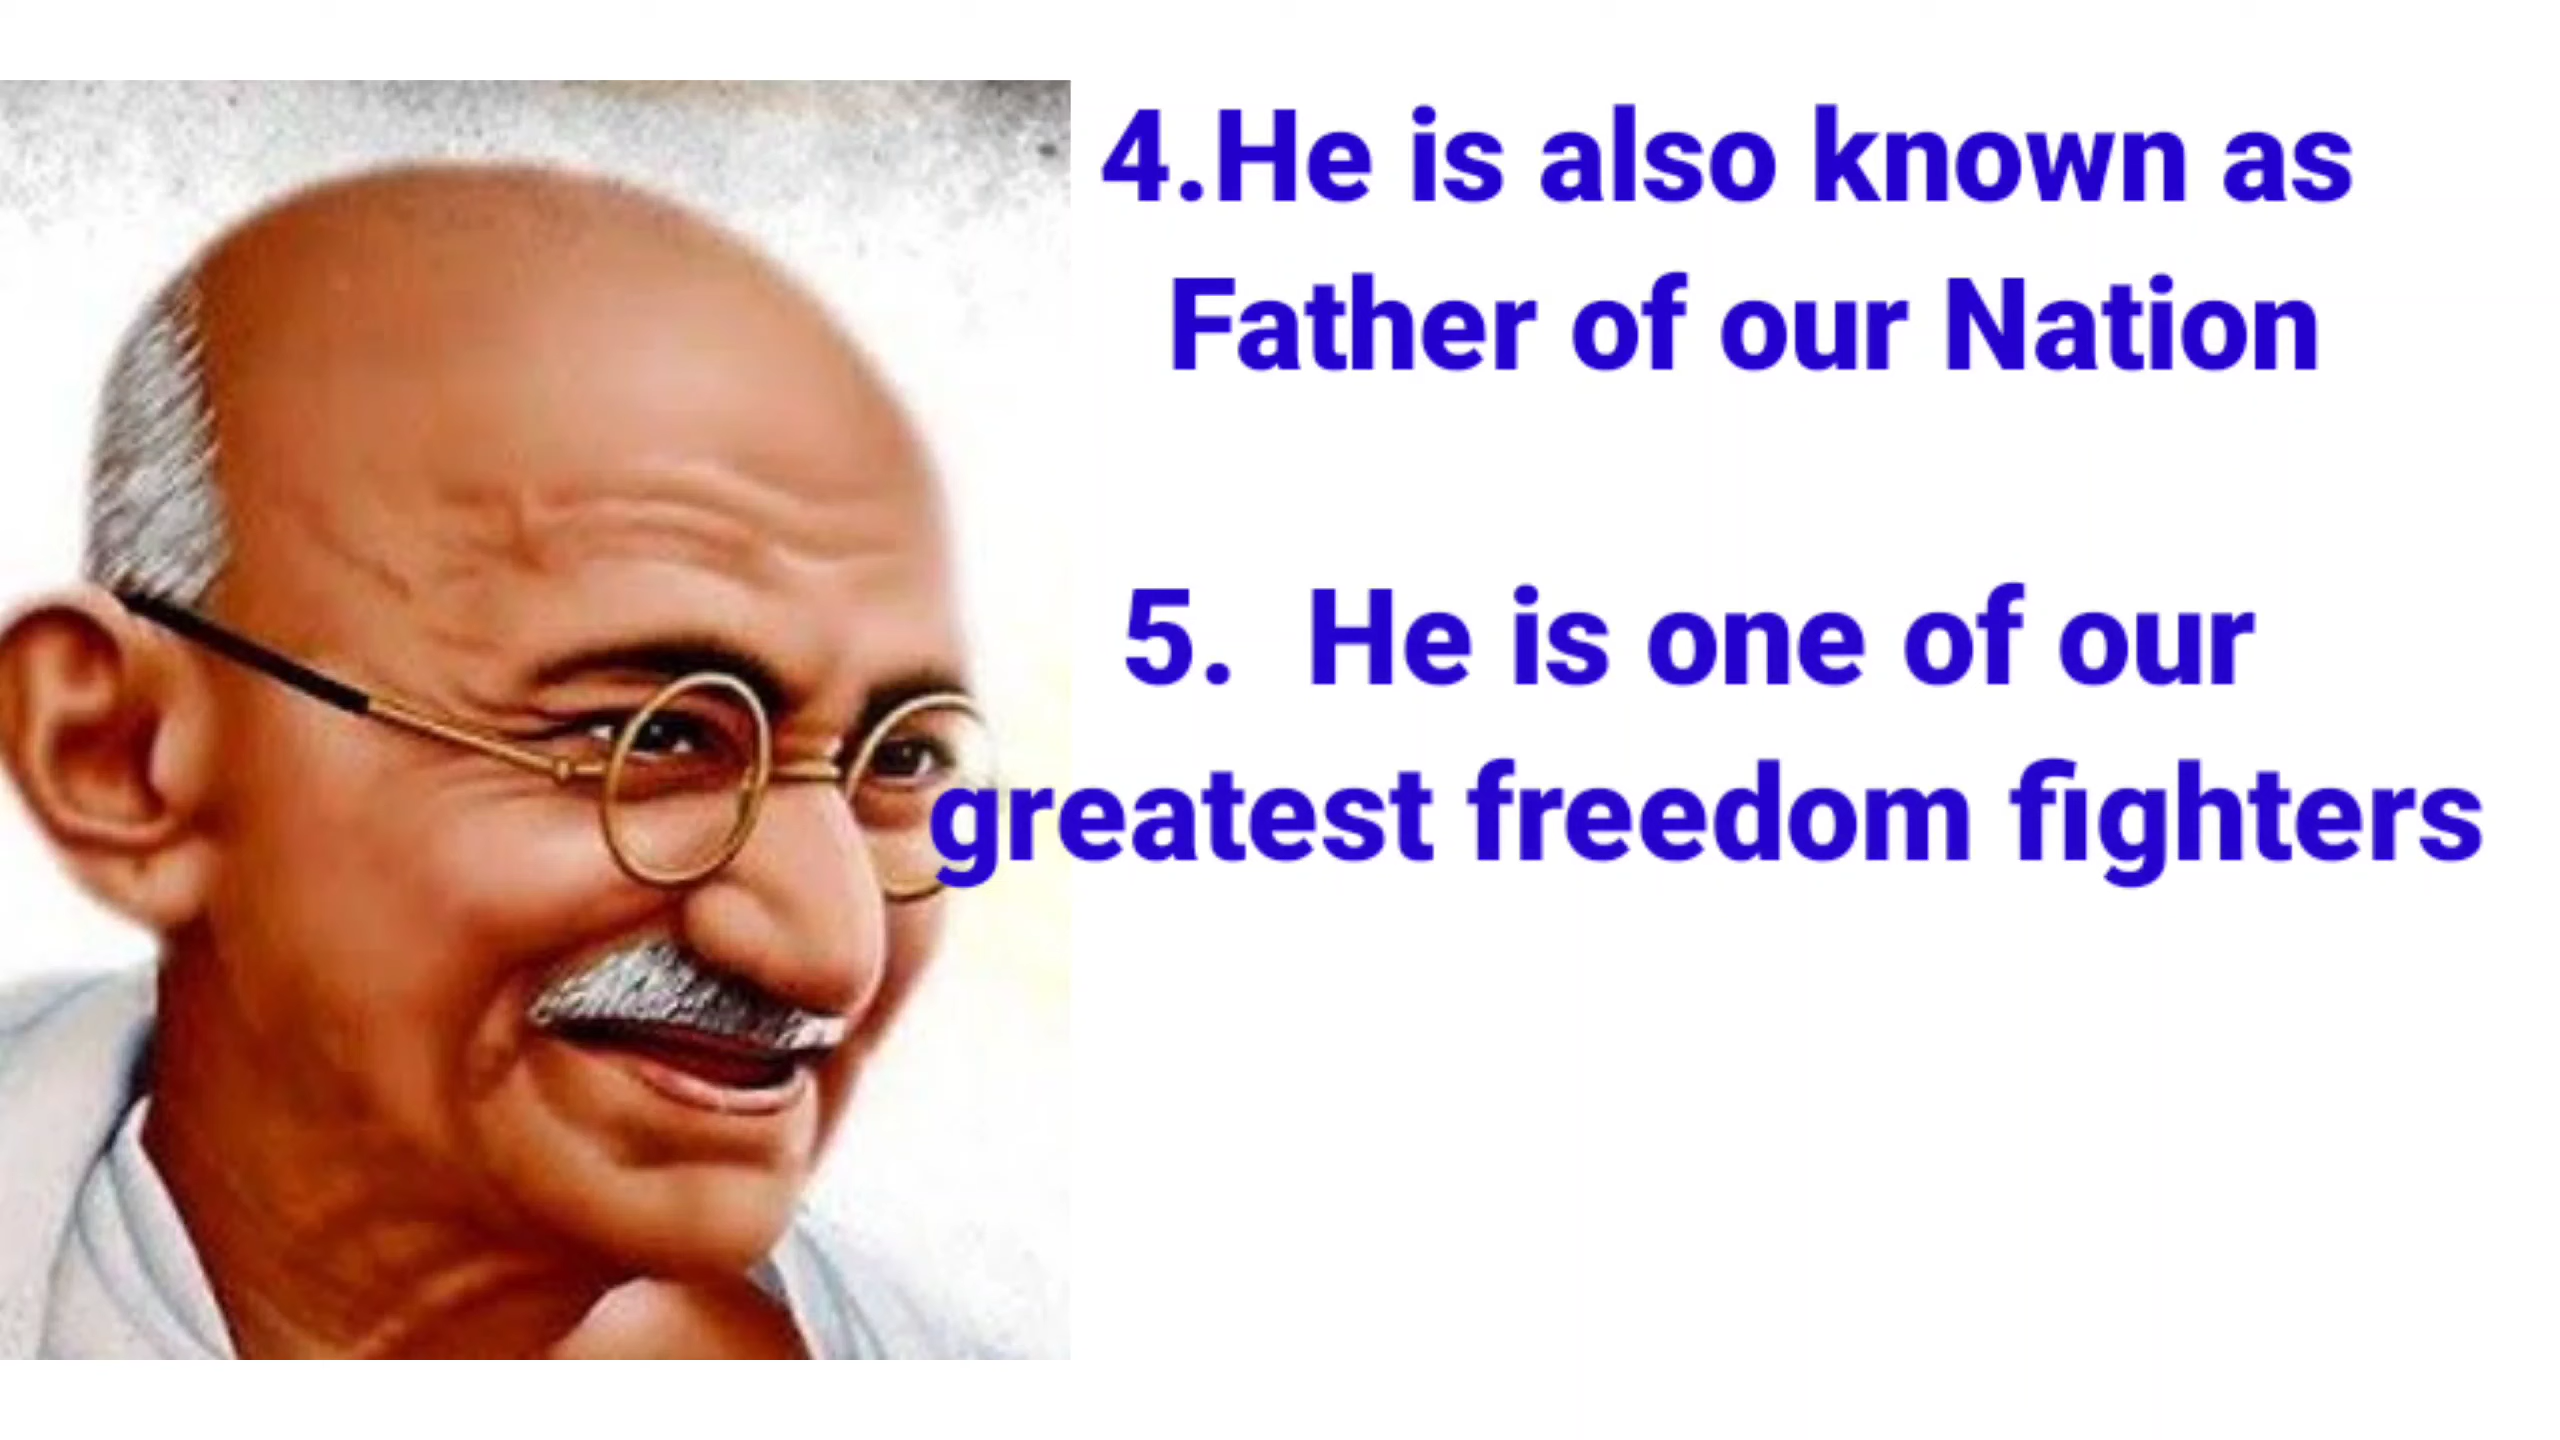 4.He is also known as
Father of our Nation
5. He is one of our
greatest freedom fighters